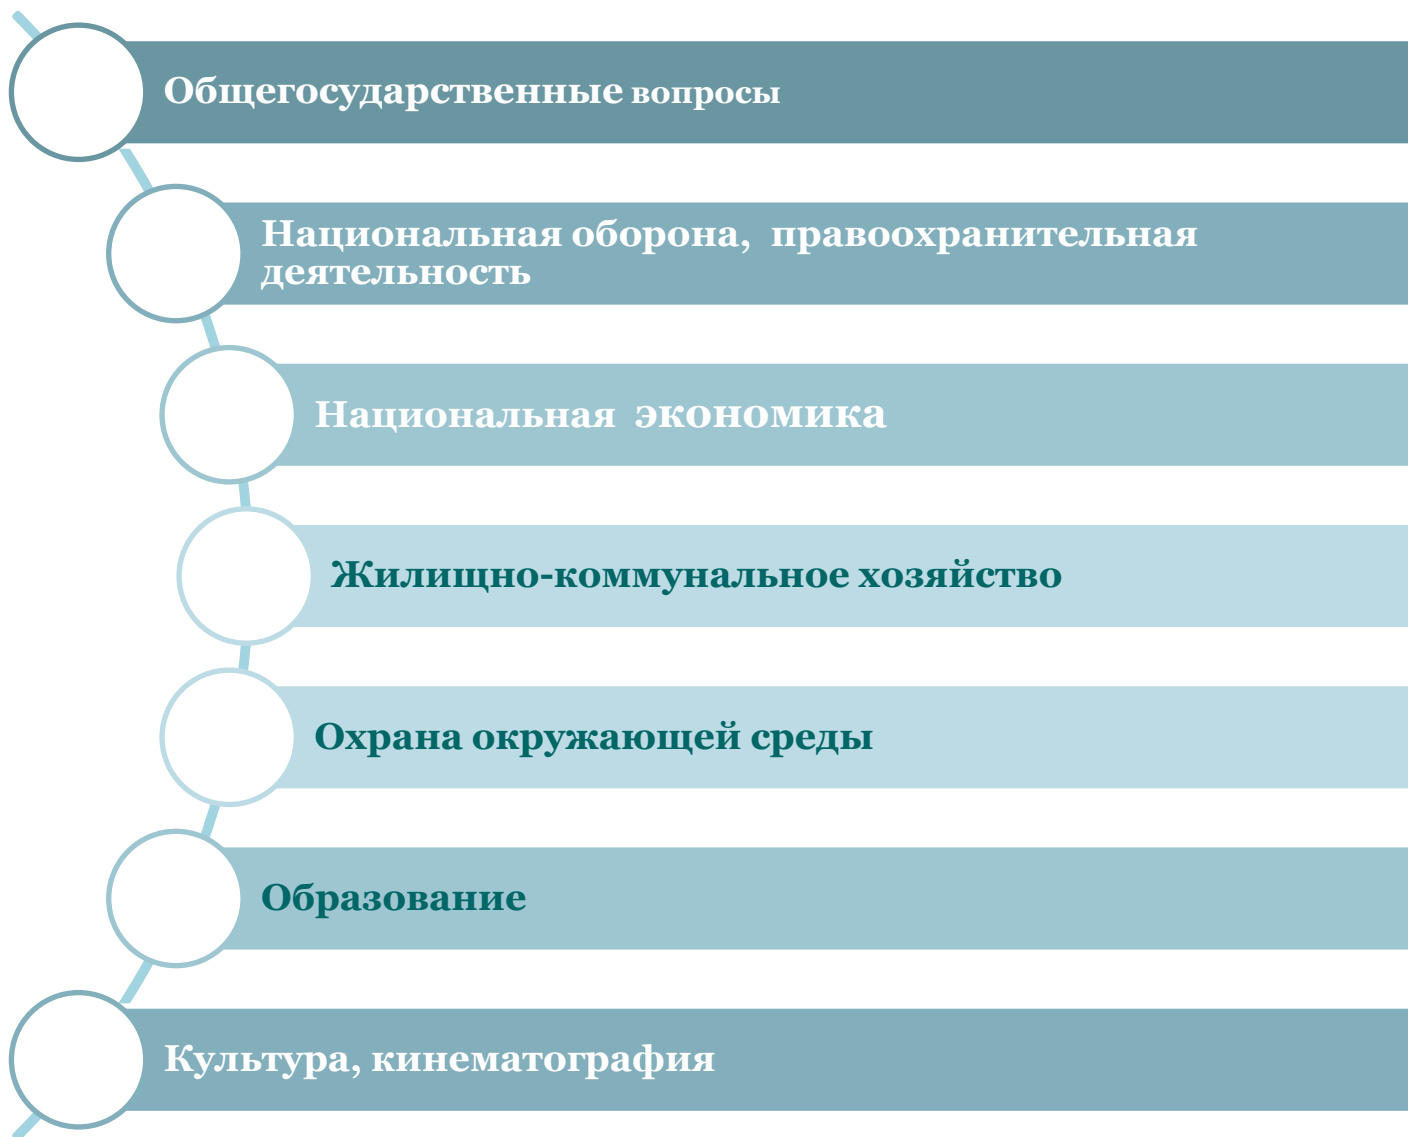 Общегосударственные вопросы
Национальная оборона, правоохранительная
деятельность
Национальная экономика
Жилищно-коммунальное хозяйство
Охрана окружающей среды
Образование
Культура, кинематография